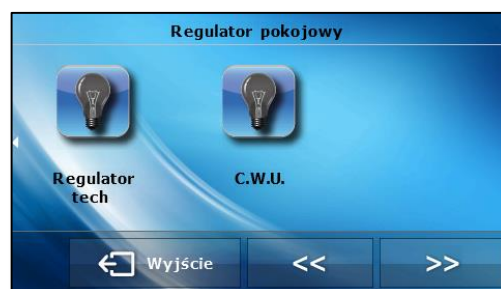 Regulator pokojowy
Regulator
tech
C.W.U.
Wyjście
<<
>>